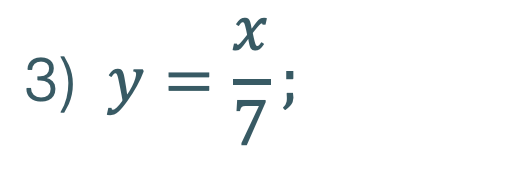 3) y = x/7;